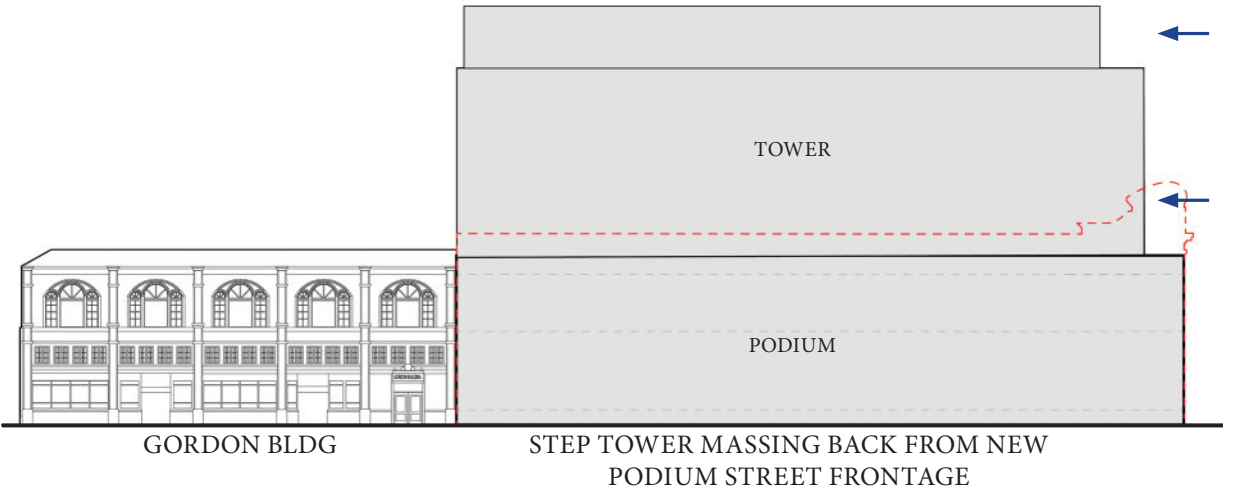 TOWER
PODIUM
GORDON BLDG
STEP TOWER MASSING BACK FROM NEW
PODIUM STREET FRONTAGE